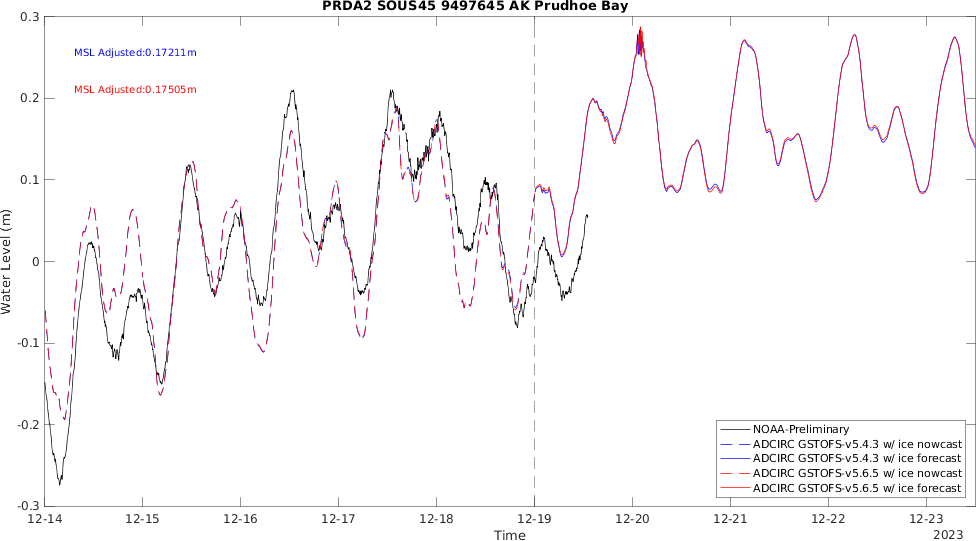 PRDA2 SOUS45 9497645 AK Prudhoe Bay
MSL Adjusted:0.17211m
MSL Adjusted:0.17505m
Water Level (m)
0.3
0.2
0.1
0
-0.1
-0.2
-0.3
NOAA-Preliminary
ADCIRC GSTOFS-v5.4.3 w/ ice nowcast
ADCIRC GSTOFS-v5.4.3 w/ ice forecast
ADCIRC GSTOFS-v5.6.5 w/ ice nowcast
ADCIRC GSTOFS-v5.6.5 w/ ice forecast
12-14 12-15 12-16 12-17 12-18 12-19 12-20 12-21 12-22 12-23
Time
2023